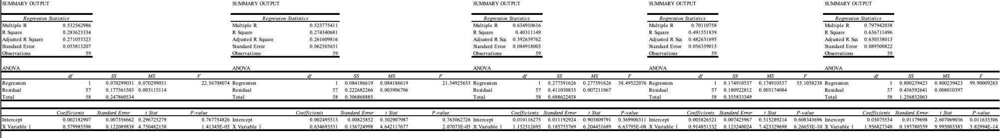 SUMMARY OUTPUT SUMMARY OUTPUT SUMMARY OUTPUT SUMMARY OUTPUT SUMMARY OUTPUT
Regression Statistics Regression Statistics Regression Statistics Regression Statistics Regression Statistics
Multiple R 0.532562986 Multiple R 0.523775411 Multiple R 0.634910616 Multiple R 0.70110758 Multiple R 0.797942038
R Square 0.283623334 R Square 0.274340681 R Square 0.40311149 R Square 0.491551839 R Square 0.636711496
Adjusted R Square 0.271055323 Adjusted R Square 0.261609816 Adjusted R Squ 0.392639762 Adjusted R Squ 0.482631695 Adjusted R Squ 0.630338013
Standard Error 0.055813207 Standard Error 0.062503651 Standard Error 0.084918003 Standard Error 0.056339013 Standard Error 0.089500822
Observations 59 Observations 59 Observations 59 Observations 59 Observations 59
ANOVA ANOVA ANOVA ANOVA ANOVA
df SS MS F df SS MS F df SS MS F df SS MS F df SS MS F
Regression 1 0.070299031 0.070299031 22.56708074 Regression 1 0.084186619 0.084186619 21.54925653 Regression 1 0.277591626 0.277591626 38.49522076 Regression 1 0.174910537 0.174910537 55.1058238 Regression 1 0.800239423 0.800239423 99.90009263
Residual 57 0.177561503 0.003115114 Residual 57 0.222682266 0.003906706 Residual 57 0.411030833 0.007211067 Residual 57 0.180922812 0.003174084 Residual 57 0.456592641 0.008010397
Total 58 0.247860534 Total 58 0.306868885 Total 58 0.688622458 Total 58 0.355833349 Total 58 1.256832063
Coefficients Standard Error t Stat P-value Coefficients Standard Error t Stat P-value Coefficients Standard Error t Stat P-value Coefficients Standard Error t Stat P-value Coefficients Standard Error t Stat P-value
Intercept 0.002182907 0.007356662 0.296725279 0.767754826 Intercept 0.002495513 0.00823852 0.302907987 0.763062726 Intercept 0.010116275 0.011192924 0.903809791 0.369900311 Intercept 0.003826521 0.007425967 0.515289214 0.608343696 Intercept 0.03075554 0.01179698 2.607069036 0.011635306
X Variable 1 0.579985596 0.122089838 4.750482158 1.41345E-05 X Variable 1 0.634693531 0.136724998 4.642117677 2.07073E-05 X Variable 1 1.152512695 0.185755769 6.204451689 6.63795E-08 X Variable 1 0.914851332 0.123240024 7.423329698 6.26653E-10 X Variable 1 1.956827348 0.195780559 9.995003383 3.82994E-14